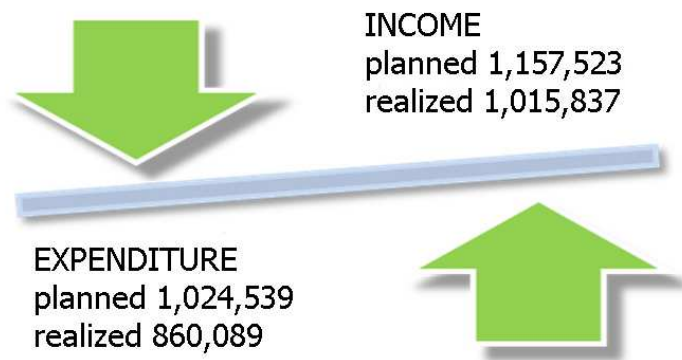 INCOME
planned 1,157,523
realized 1,015,837
EXPENDITURE
planned 1,024,539
realized 860,089